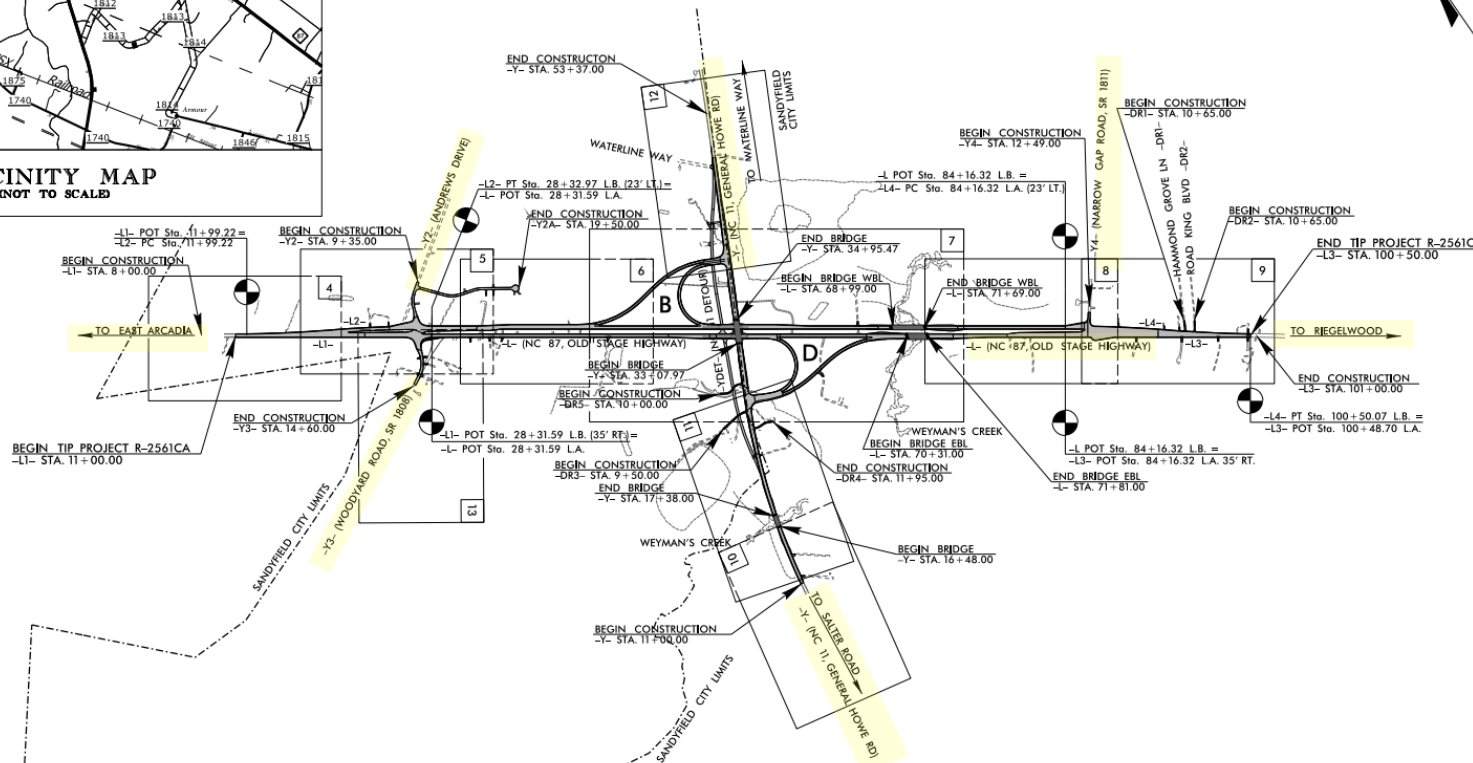 1812
1813
1813
1814
87
1875
Railroad
1740
181
1814
Armour
1740
1740
1846
1815
CINITY MAP
(NOT TO SCALE)
END CONSTRUCTON
-Y- STA. 53+37.00
12
WATERLINE WAY
-Y- (NC 11, GENERAL HOWE RD)
TO WATERLINE WAY
SANDYFIELD
CITY LIMITS
-Y4- (NARROW GAP ROAD, SR 1811)
BEGIN CONSTRUCTION
-DR1- STA. 10+65.00
BEGIN CONSTRUCTION
-Y4- STA. 12+49.00
-HAMMOND GROVE LN -DR1-
-ROAD KING BLVD -DR2-
-Y2- (ANDREWS DRIVE)
-L2- PT Sta. 28+32.97 L.B. (23' LT.)=
-L- POT Sta. 28+31.59 L.A.
-L POT Sta. 84+16.32 L.B. =
-L4- PC Sta. 84+16.32 L.A. (23' LT.)
BEGIN CONSTRUCTION
-DR2- STA. 10+65.00
-L1- POT Sta. 11+99.22 =
-L2- PC Sta. 11+99.22
BEGIN CONSTRUCTION
-Y2- STA. 9+35.00
END CONSTRUCTION
-Y2A- STA. 19+50.00
END BRIDGE
-Y- STA. 34+95.47
7
END TIP PROJECT R-2561C
-L3- STA. 100+50.00
BEGIN CONSTRUCTION
-L1- STA. 8+00.00
4
5
6
BEGIN BRIDGE WBL
-L- STA. 68+99.00
END BRIDGE WBL
-L- STA. 71+69.00
8
9
B
TO EAST ARCADIA
-L2-
-L1-
-L- (NC 87, OLD STAGE HIGHWAY)
-L- (NC 87, OLD STAGE HIGHWAY)
-L4-
-L3-
TO RIEGELWOOD
D
BEGIN BRIDGE
-Y- STA. 33+07.97
BEGIN CONSTRUCTION
-DR5- STA. 10+00.00
END CONSTRUCTION
-L3- STA. 101+00.00
END CONSTRUCTION
-Y3- STA. 14+60.00
-L1- POT Sta. 28+31.59 L.B. (35' RT.)=
-L- POT Sta. 28+31.59 L.A.
11
WEYMAN'S CREEK
-L4- PT Sta. 100+50.07 L.B. =
-L3- POT Sta. 100+48.70 L.A.
BEGIN TIP PROJECT R-2561CA
-L1- STA. 11+00.00
-Y3- (WOODYARD ROAD, SR 1808)
BEGIN BRIDGE EBL
-L- STA. 70+31.00
-L POT Sta. 84+16.32 L.B. =
-L3- POT Sta. 84+16.32 L.A. 35' RT.
BEGIN CONSTRUCTION
-DR3- STA. 9+50.00
END CONSTRUCTION
-DR4- STA. 11+95.00
END BRIDGE EBL
-L- STA. 71+81.00
END BRIDGE
-Y- STA. 17+38.00
13
SANDYFIELD CITY LIMITS
WEYMAN'S CREEK
10
BEGIN BRIDGE
-Y- STA. 16+48.00
BEGIN CONSTRUCTION
-Y- STA. 11+00.00
TO SALTER ROAD
-Y- (NC 11, GENERAL HOWE RD)
SANDYFIELD CITY LIMITS